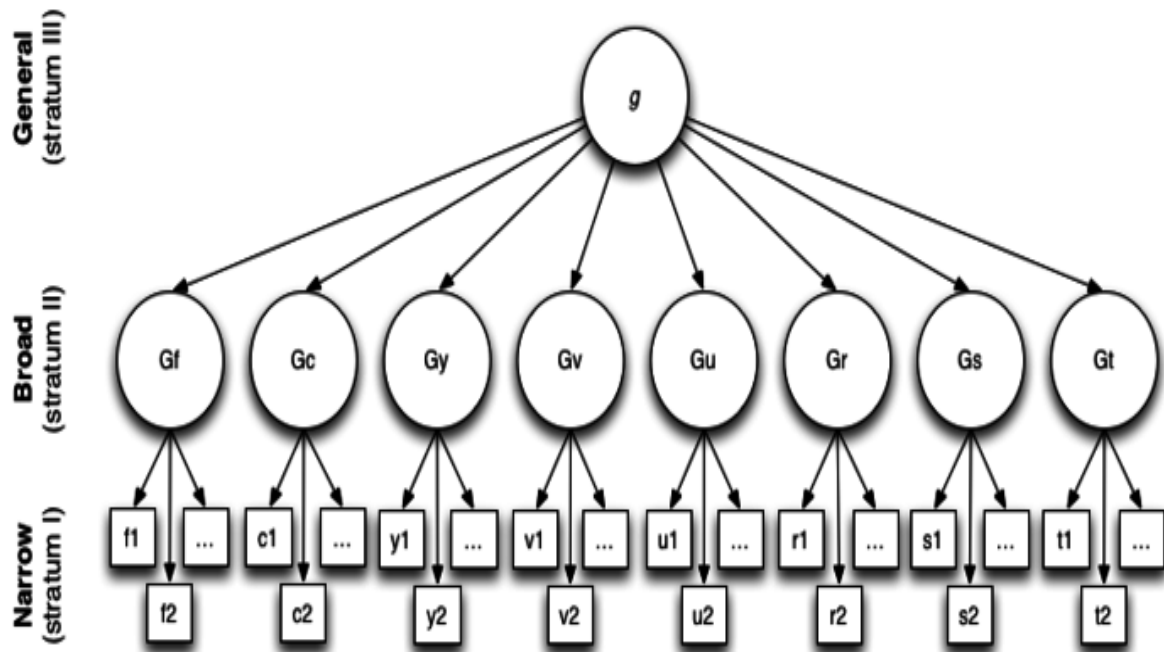 General
(stratum III)
g
Broad
(stratum II)
Gf Gc Gy Gv Gu Gr Gs Gt
Narrow
(stratum I)
f1 ... c1 ... y1 ... v1 ... u1 ... r1 ... s1 ... t1 ...
f2 c2 y2 v2 u2 r2 s2 t2